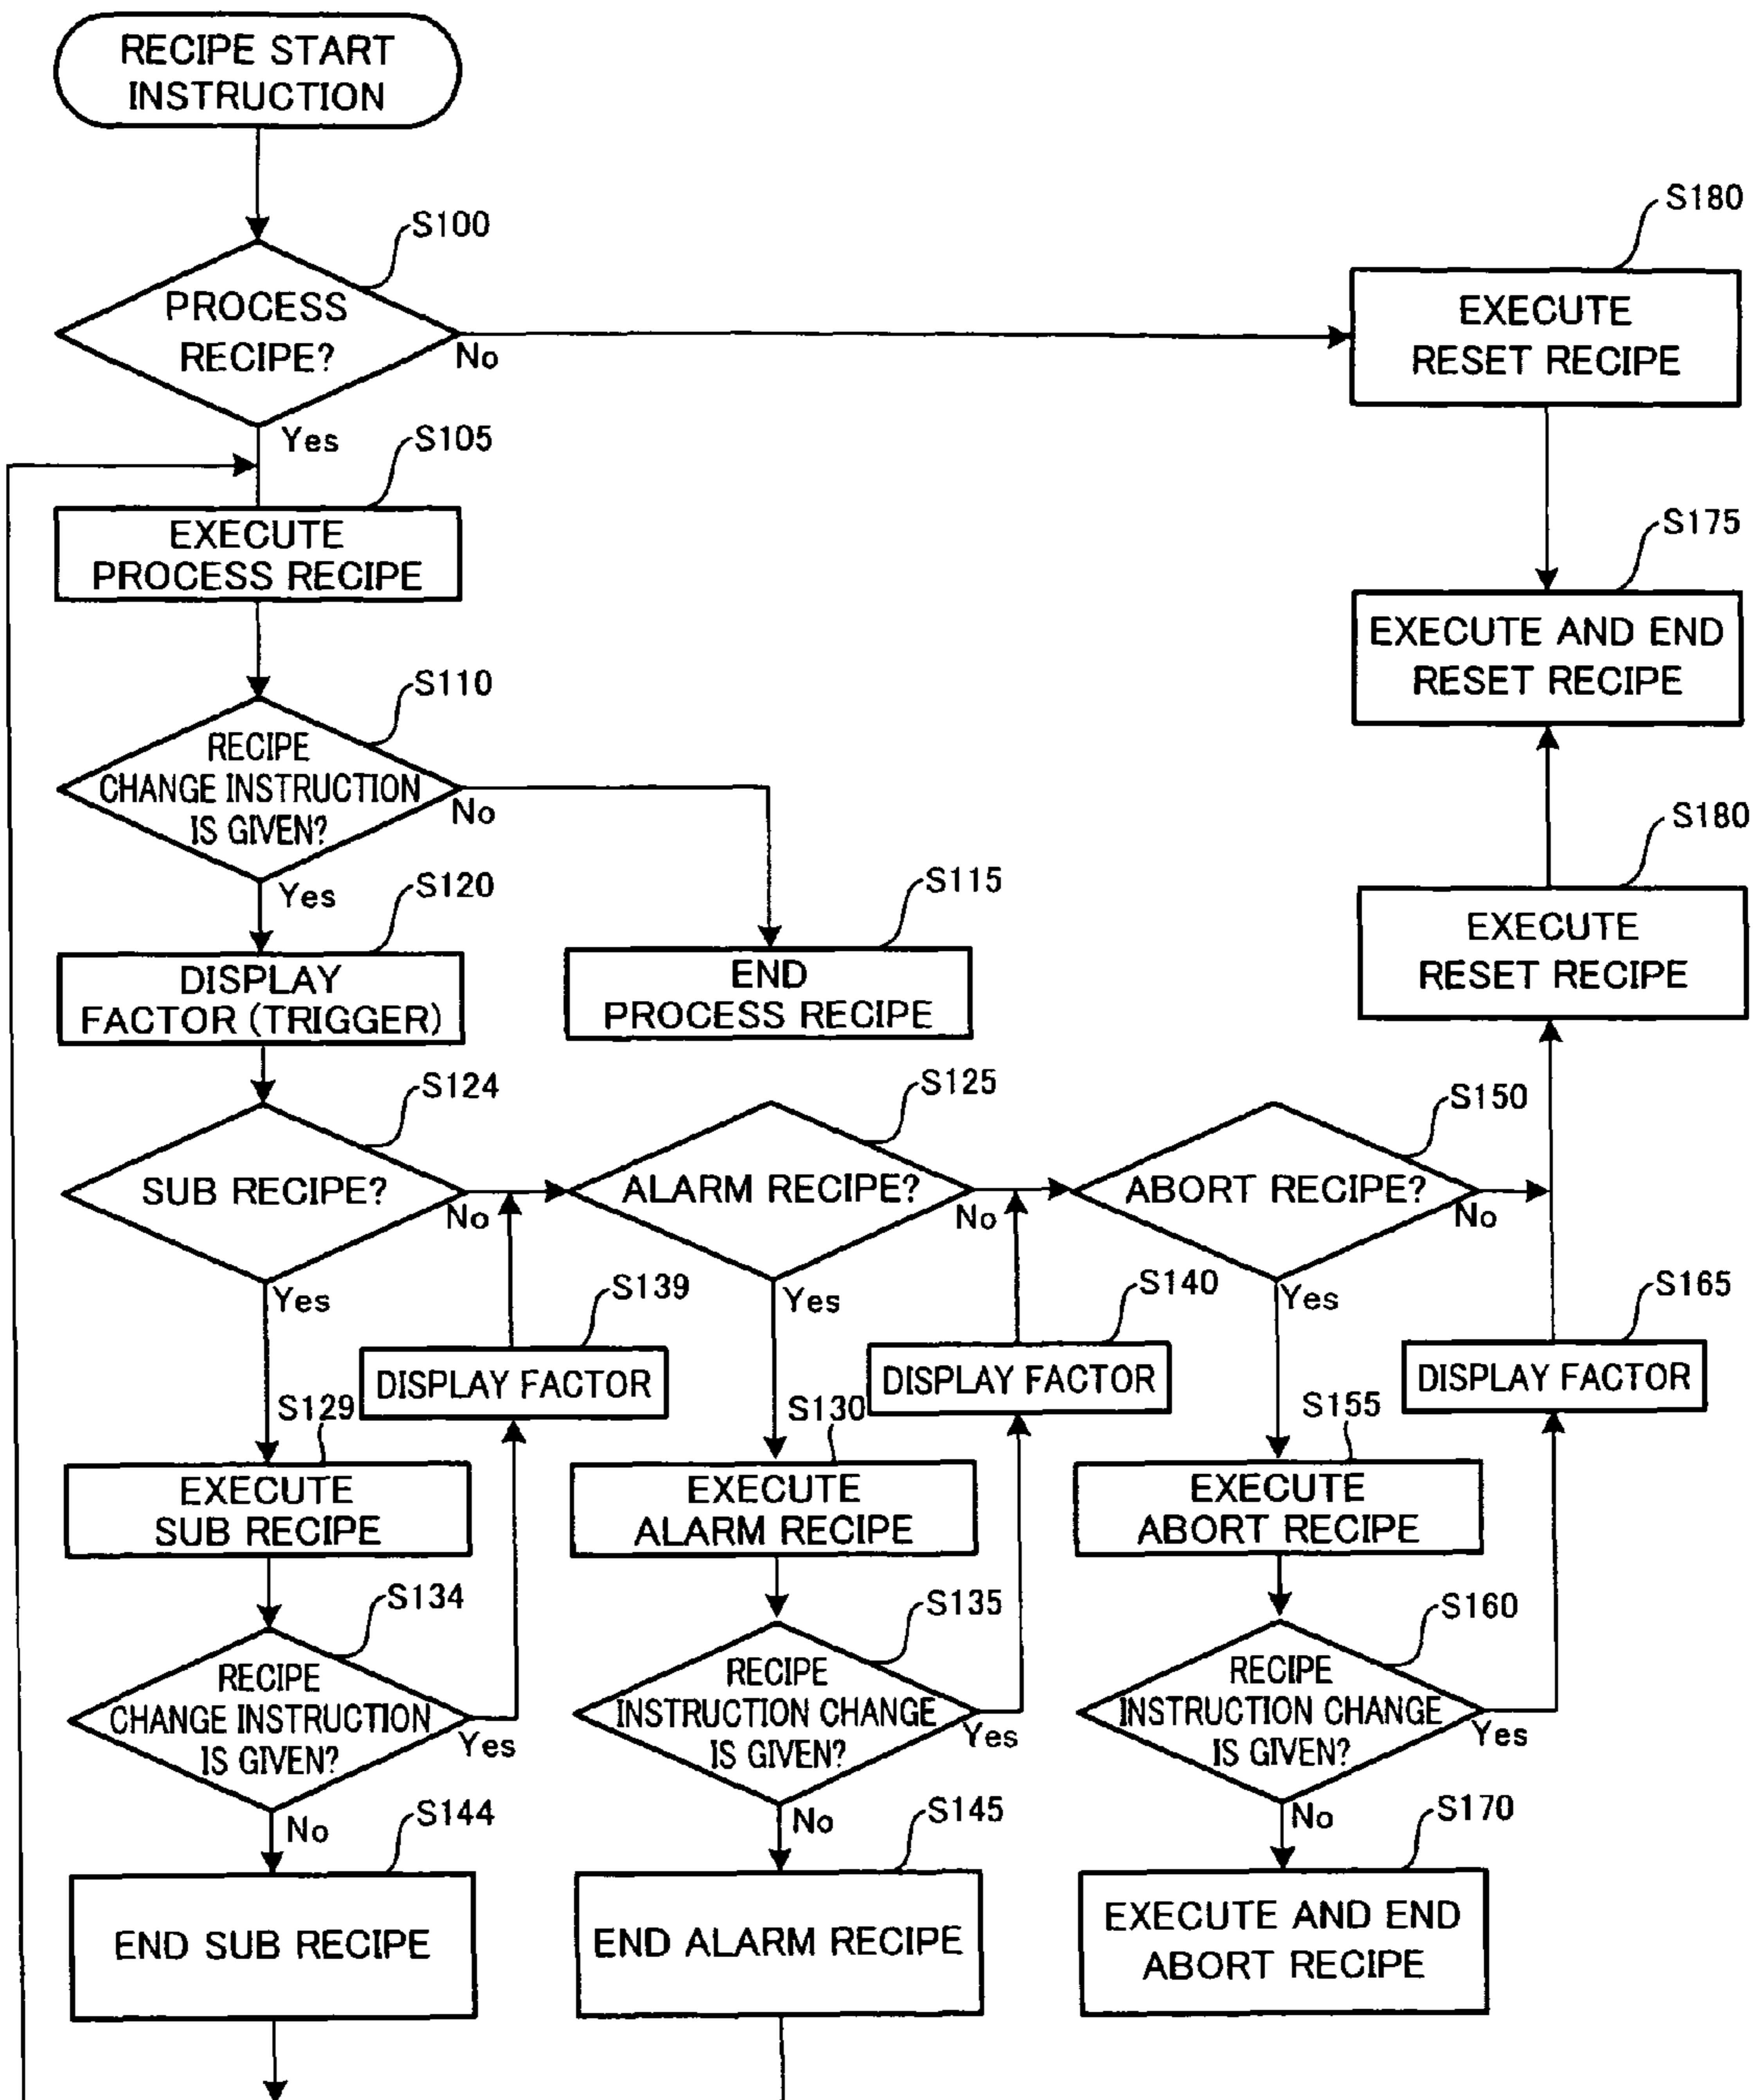 RECIPE START
INSTRUCTION
S100
PROCESS
RECIPE?
No
Yes
S180
EXECUTE
RESET RECIPE
S105
EXECUTE
PROCESS RECIPE
S175
EXECUTE AND END
RESET RECIPE
S110
RECIPE
CHANGE INSTRUCTION
IS GIVEN?
No
Yes
S180
EXECUTE
RESET RECIPE
S120
DISPLAY
FACTOR (TRIGGER)
S115
END
PROCESS RECIPE
S124
SUB RECIPE?
No
Yes
S125
ALARM RECIPE?
No
Yes
S150
ABORT RECIPE?
No
Yes
S139
DISPLAY FACTOR
S140
DISPLAY FACTOR
S165
DISPLAY FACTOR
S129
EXECUTE
SUB RECIPE
S130
EXECUTE
ALARM RECIPE
S155
EXECUTE
ABORT RECIPE
S134
RECIPE
CHANGE INSTRUCTION
IS GIVEN?
Yes
No
S135
RECIPE
INSTRUCTION CHANGE
IS GIVEN?
Yes
No
S160
RECIPE
INSTRUCTION CHANGE
IS GIVEN?
Yes
No
S144
END SUB RECIPE
S145
END ALARM RECIPE
S170
EXECUTE AND END
ABORT RECIPE